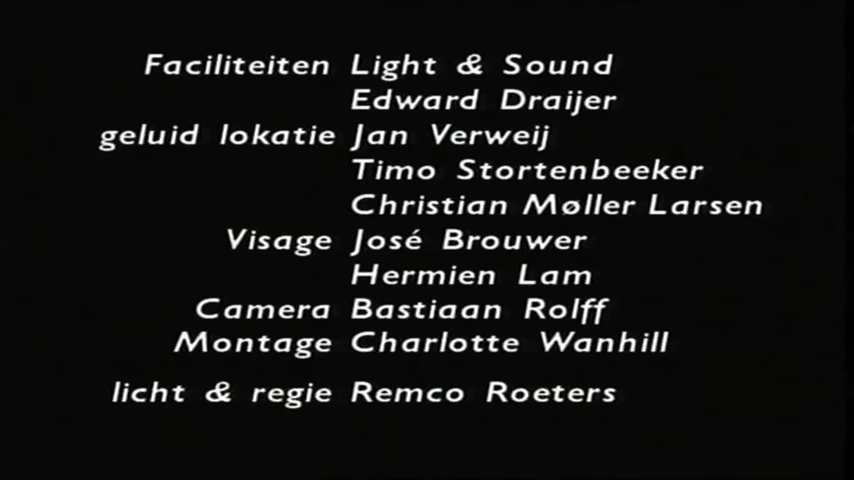 Faciliteiten Light & Sound
Edward Draijer
geluid lokatie Jan Verweij
Timo Stortenbeeker
Christian Møller Larsen
Visage José Brouwer
Hermien Lam
Camera Bastiaan Rolff
Montage Charlotte Wanhill
licht & regie Remco Roeters